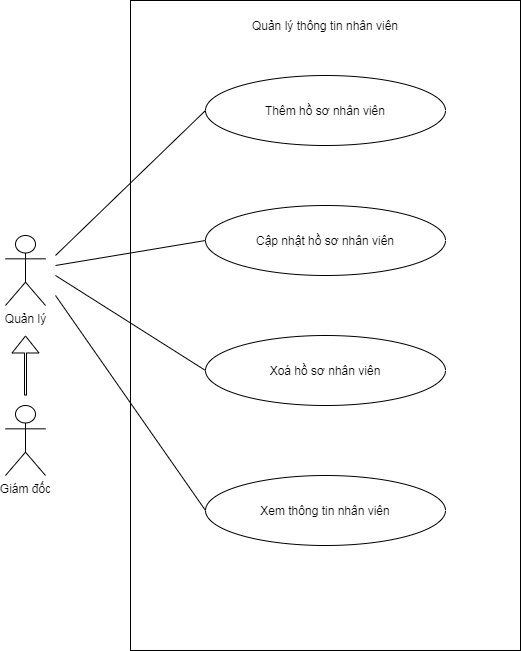 Quản lý thông tin nhân viên
Thêm hồ sơ nhân viên
Cập nhật hồ sơ nhân viên
Quản lý
Xoá hồ sơ nhân viên
Giám đốc
Xem thông tin nhân viên